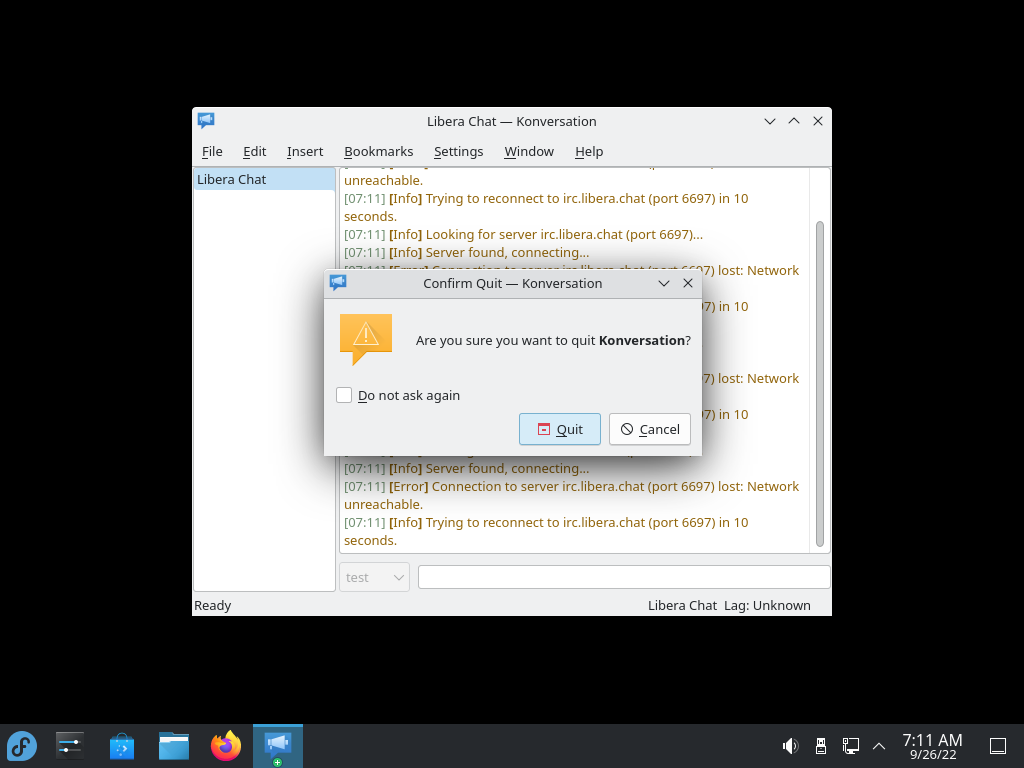 Libera Chat — Konversation
File Edit Insert Bookmarks Settings Window Help
Libera Chat
unreachable.
[07:11] [Info] Trying to reconnect to irc.libera.chat (port 6697) in 10
seconds.
[07:11] [Info] Looking for server irc.libera.chat (port 6697)...
[07:11] [Info] Server found, connecting...
[07:11] [Error] Connection to server irc.libera.chat (port 6697) lost: Network
97) in 10
Confirm Quit — Konversation
Are you sure you want to quit Konversation?
7) lost: Network
Do not ask again
97) in 10
Quit Cancel
[07:11] [Info] Server found, connecting...
[07:11] [Error] Connection to server irc.libera.chat (port 6697) lost: Network
unreachable.
[07:11] [Info] Trying to reconnect to irc.libera.chat (port 6697) in 10
seconds.
test
Ready
Libera Chat Lag: Unknown
7:11 AM
9/26/22